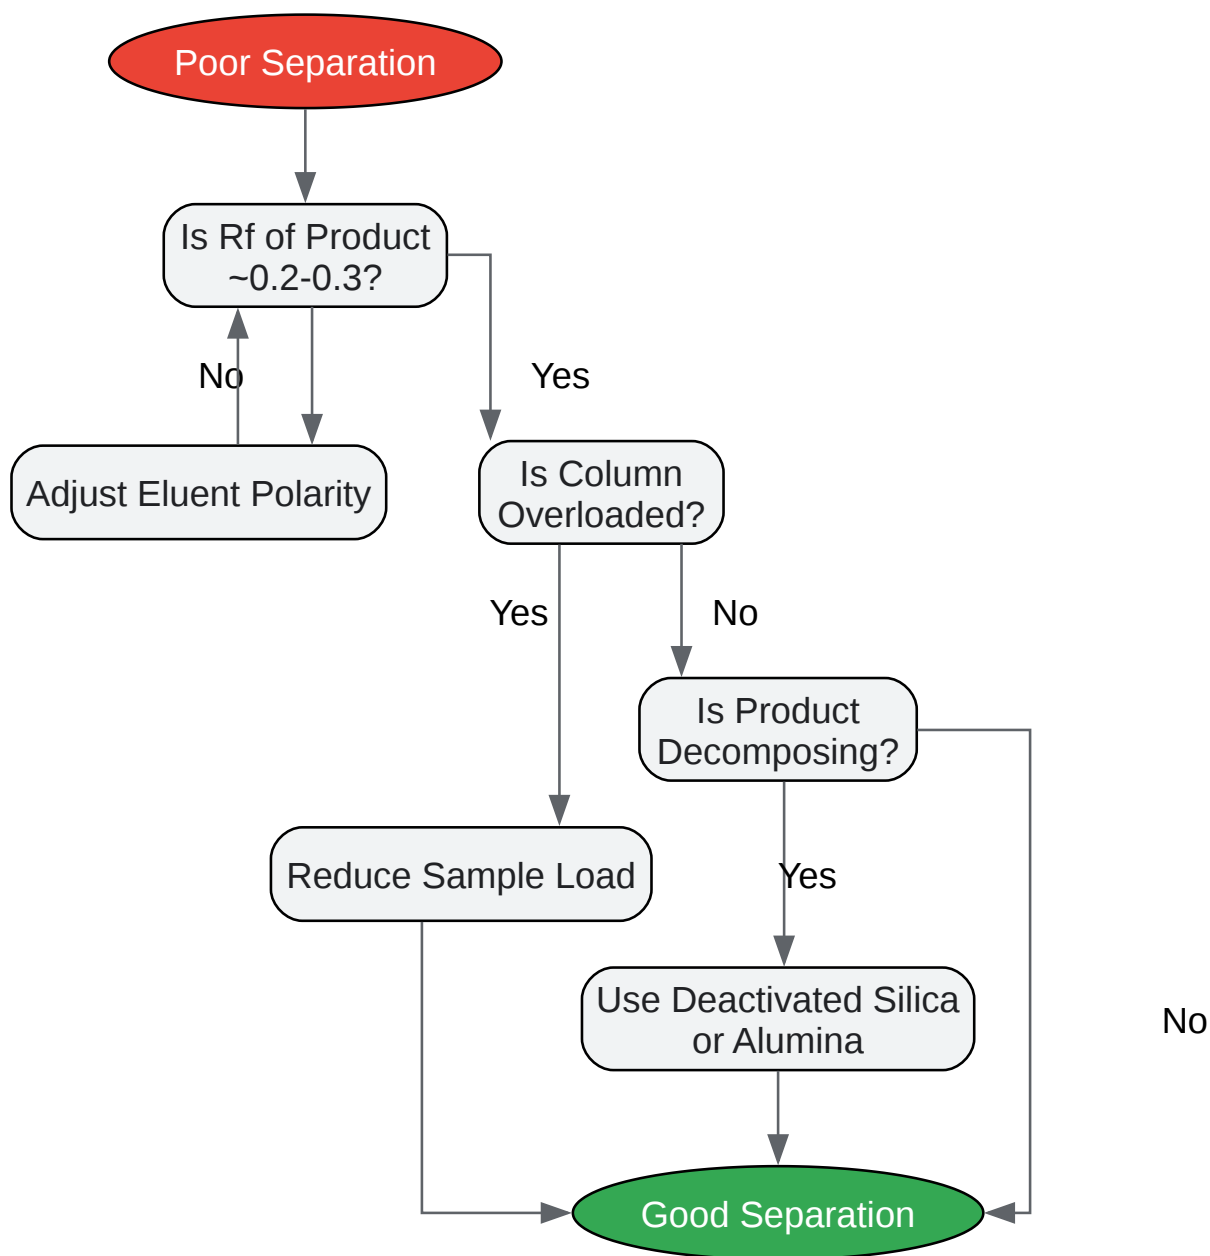 Poor Separation
Is Rf of Product
~0.2-0.3?
No
Yes
Adjust Eluent Polarity
Is Column
Overloaded?
Yes
No
Is Product
Decomposing?
Reduce Sample Load
Yes
Use Deactivated Silica
or Alumina
No
Good Separation